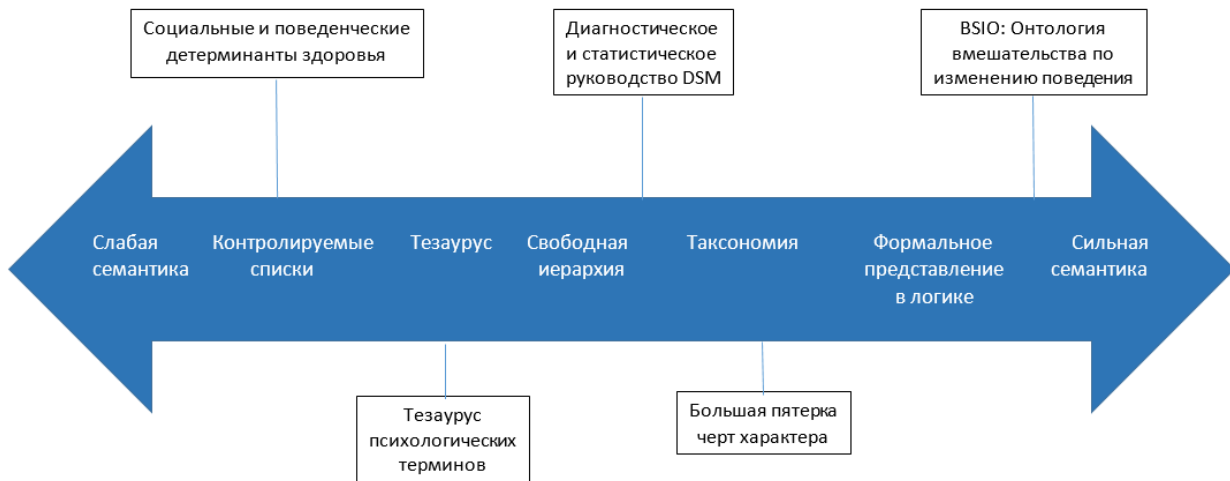 Социальные и поведенческие
детерминанты здоровья
Диагностическое
и статистическое
руководство DSM
BSIO: Онтология
вмешательства по
изменению поведения
Слабая
семантика
Контролируемые
списки
Тезаурус
Свободная
иерархия
Таксономия
Формальное
представление
в логике
Сильная
семантика
Тезаурус
психологических
терминов
Большая пятерка
черт характера